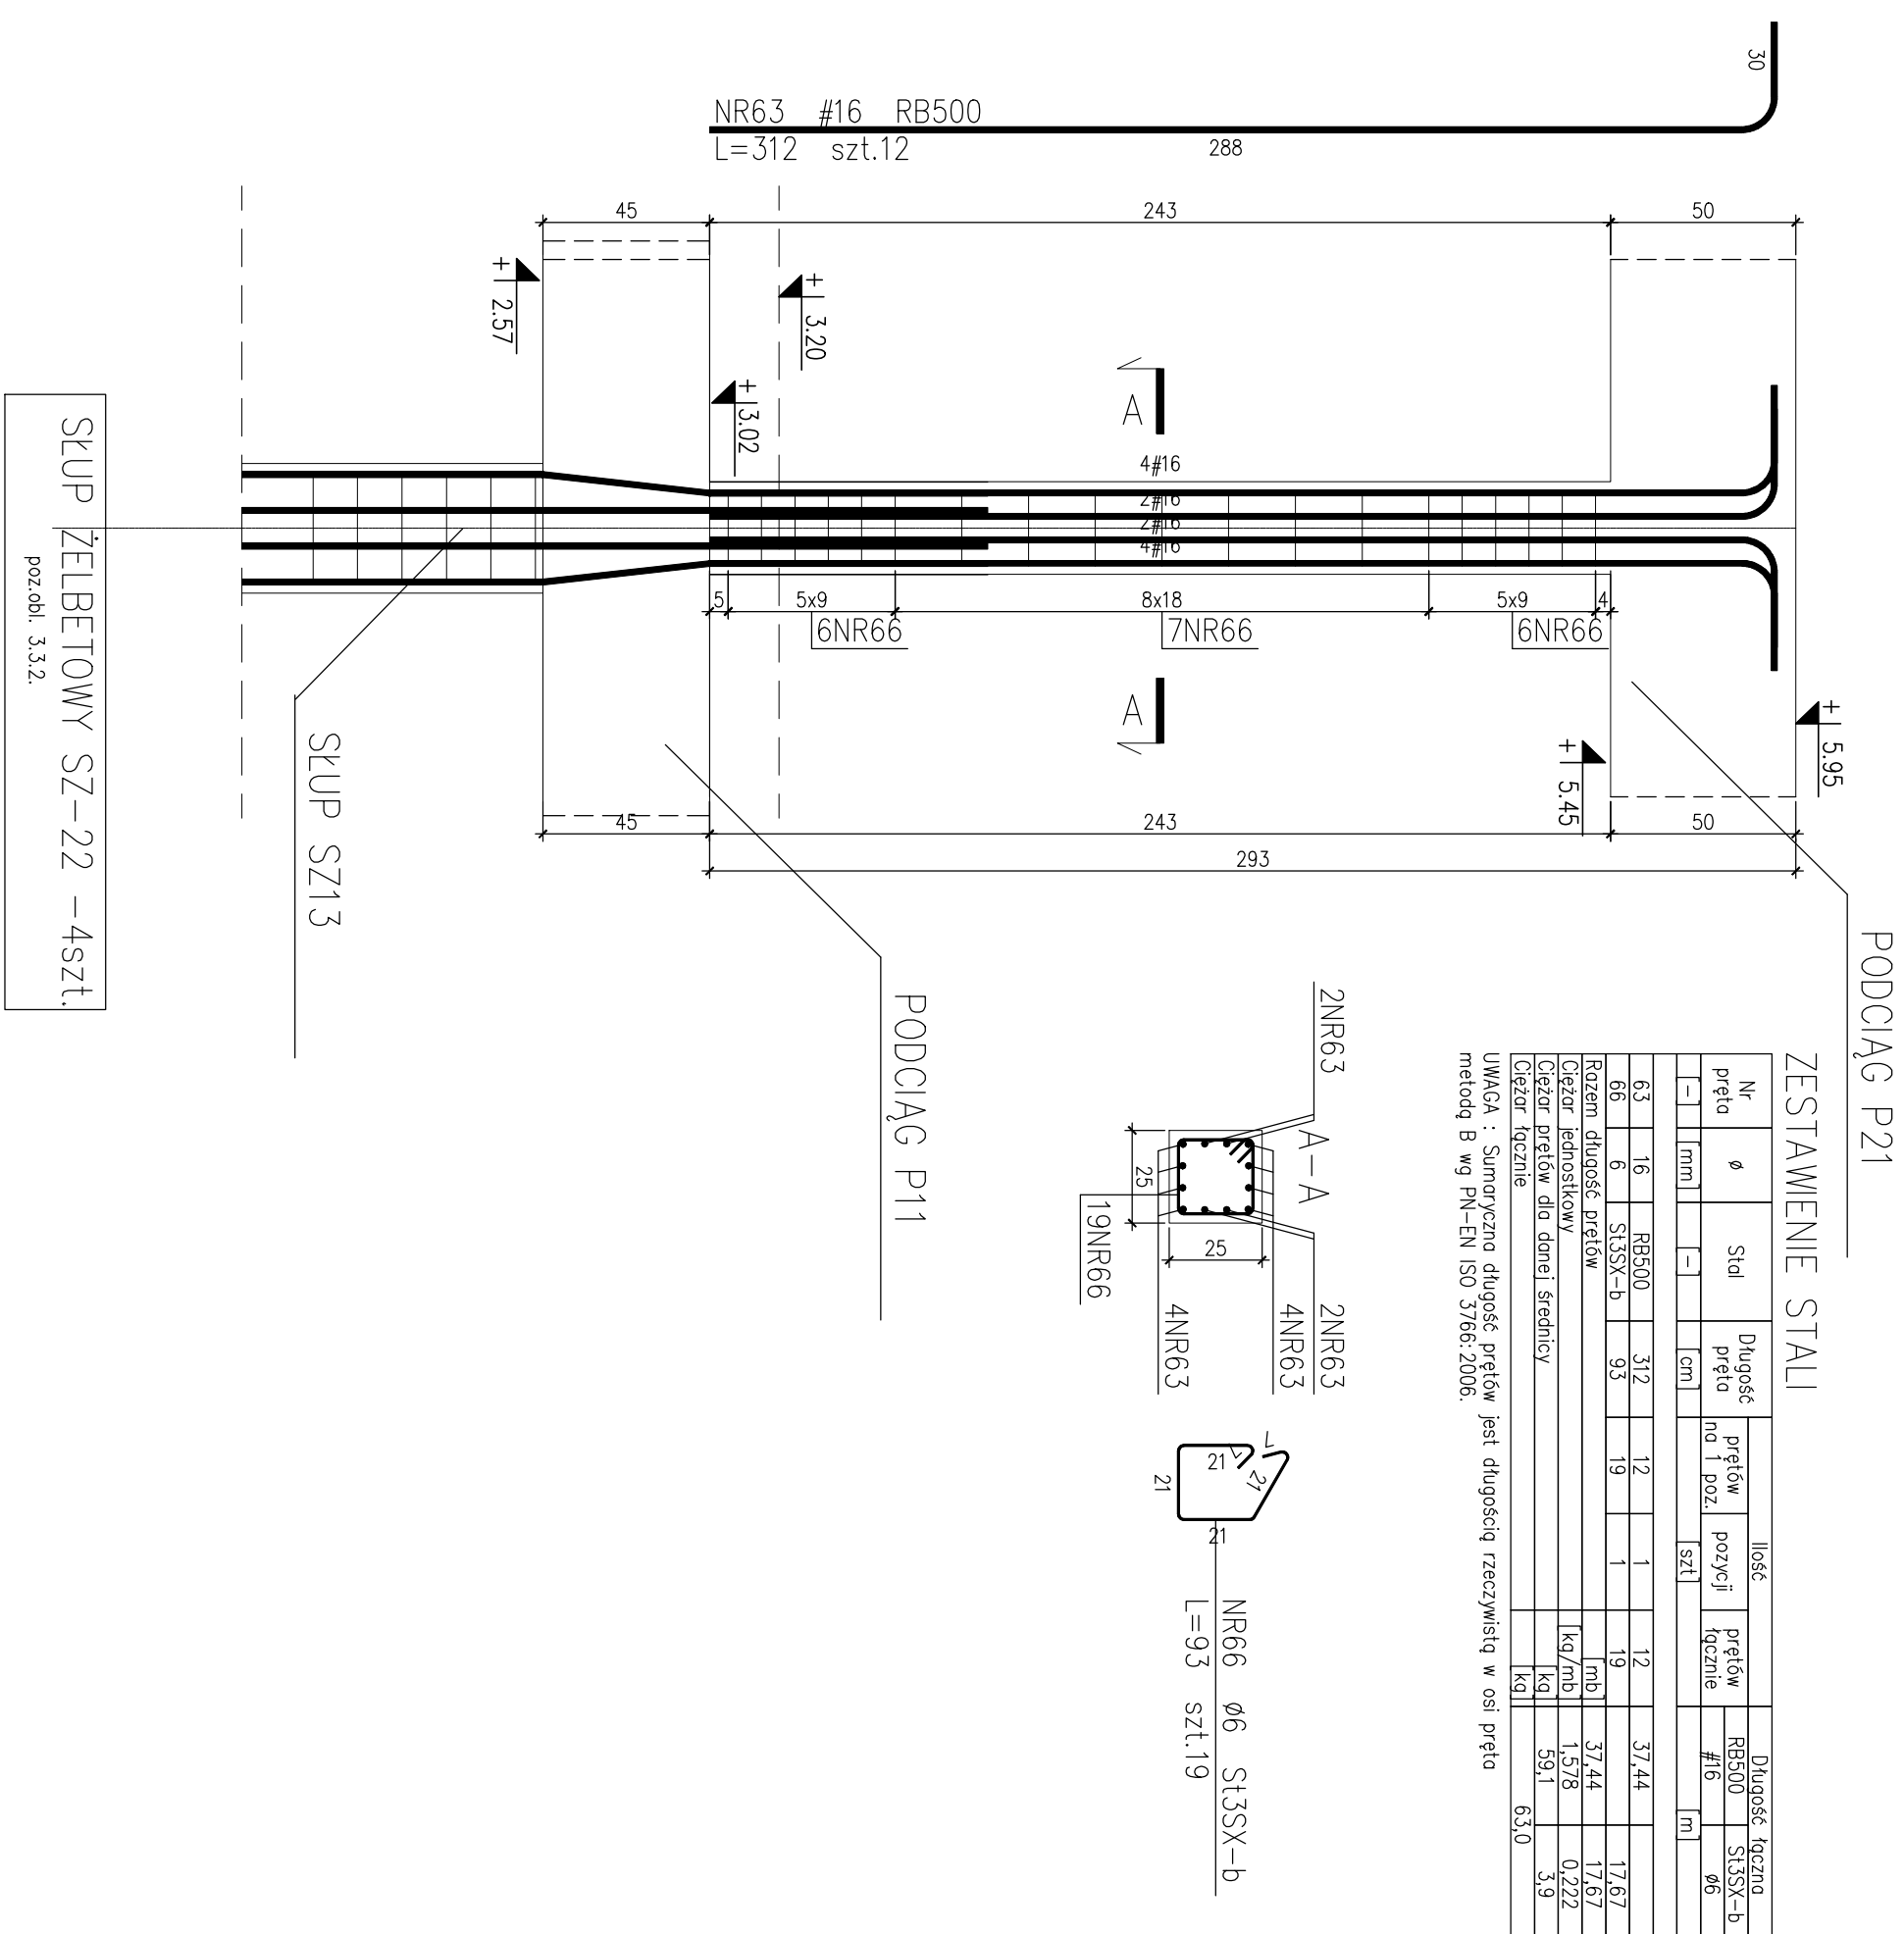 30
NR63 #16 RB500
L=312 szt.12
288
45
243
50
+ 2.57
+ 3.20
+ 3.02
A
4#16
2#16
2#16
4#16
5
5x9
8x18
5x9
4
6NR66
7NR66
6NR66
A
+ 5.95
+ 5.45
45
243
50
293
SŁUP ŻELBETOWY SZ-22 -4szt.
poz.obl. 3.3.2.
SŁUP SZ13
PODCIĄG P11
PODCIĄG P21
A-A
2NR63
2NR63
4NR63
4NR63
25
25
19NR66
21
21
21
21
7
7
NR66 ø6 St3SX-b
L=93 szt.19
ZESTAWIENIE STALI
Nr pręta ø Stal Długość pręta Ilość Długość łączna
prętów na 1 poz. pozycji prętów łącznie RB500 St3SX-b
#16 ø6
[-] [mm] [-] [cm] [szt] [m]
63 16 RB500 312 12 1 12 37,44
66 6 St3SX-b 93 19 1 19 17,67
Razem długość prętów [mb] 37,44 17,67
Ciężar jednostkowy [kg/mb] 1,578 0,222
Ciężar prętów dla danej średnicy [kg] 59,1 3,9
Ciężar łącznie [kg] 63,0
UWAGA : Sumaryczna długość prętów jest długością rzeczywistą w osi pręta
metodą B wg PN-EN ISO 3766:2006.